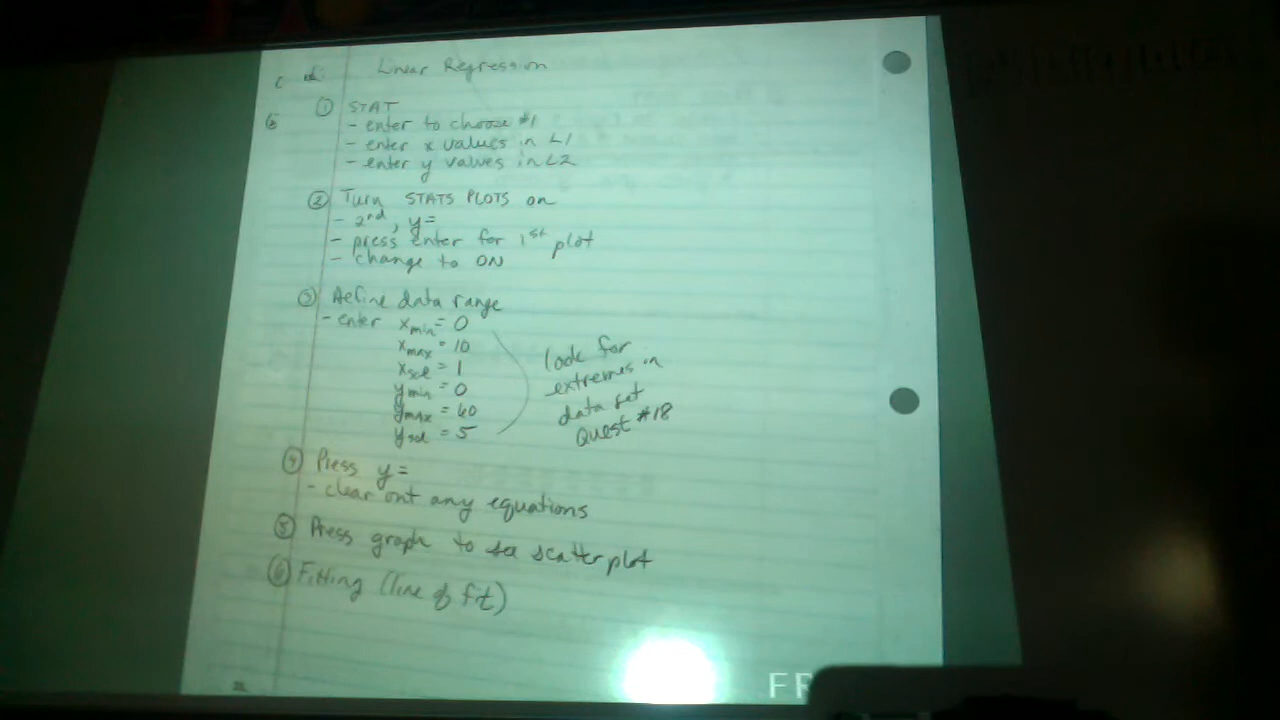 Linear Regression
① STAT
- enter to choose #1
- enter x values in L1
- enter y values in L2
② Turn STATS PLOTS on
- 2nd, y=
- press enter for 1st plot
- change to ON
③ Define data range
- enter xmin = 0
xmax = 10
xscl = 1
ymin = 0
ymax = 60
yscl = 5
look for
extremes in
data set
Quest #18
④ Press y =
- clear out any equations
⑤ Press graph to see scatter plot
⑥ Fitting (line of fit)